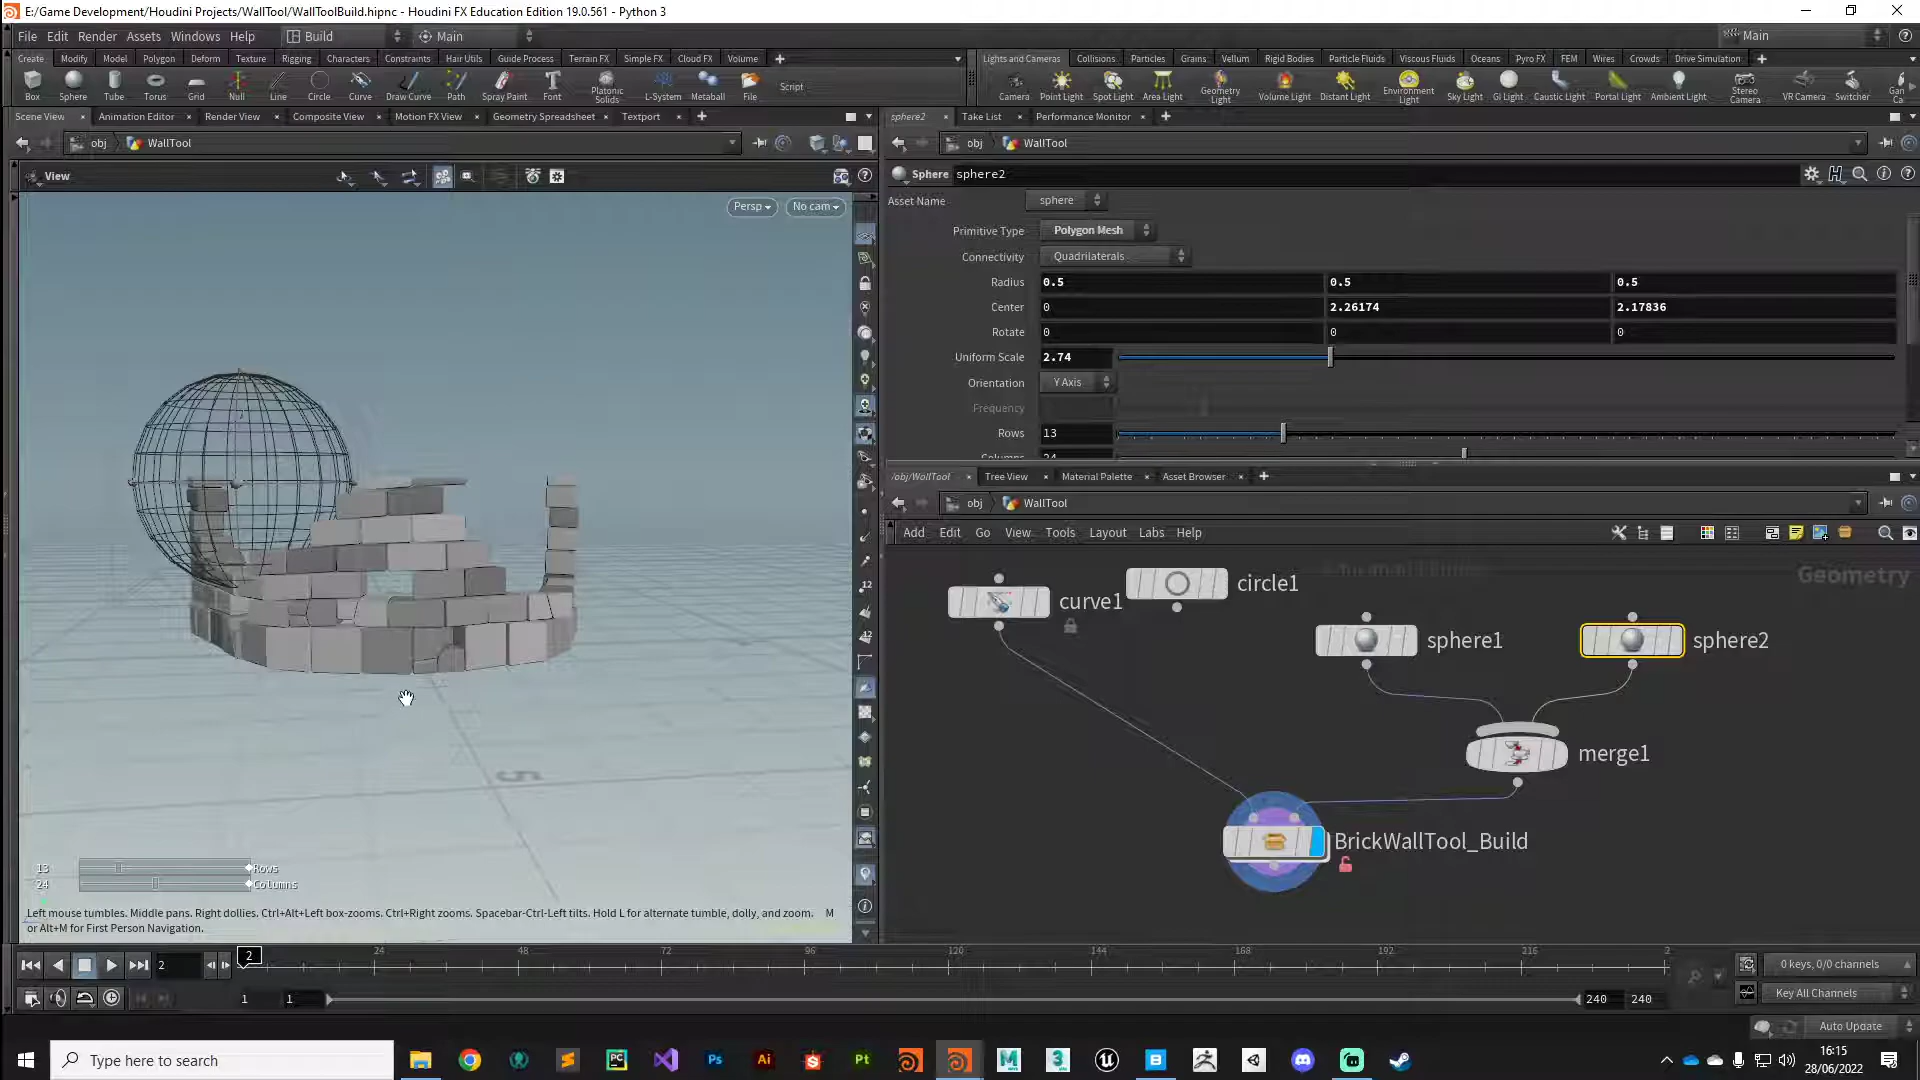 E:/Game Development/Houdini Projects/WallTool/WallToolBuild.hipnc - Houdini FX Education Edition 19.0.561 - Python 3
File Edit Render Assets Windows Help Build Main Main
Create Modify Model Polygon Deform Texture Rigging Characters Constraints Hair Utils Guide Process Terrain FX Simple FX Cloud FX Volume
Lights and Cameras Collisions Particles Grains Vellum Rigid Bodies Particle Fluids Viscous Fluids Oceans Pyro FX FEM Wires Crowds Drive Simulation
Box Sphere Tube Torus Grid Null Line Circle Curve Draw Curve Path Spray Paint Font Platonic Solids L-System Metaball File Script
Camera Point Light Spot Light Area Light Geometry Light Volume Light Distant Light Environment Light Sky Light GI Light Caustic Light Portal Light Ambient Light Stereo Camera VR Camera Switcher
Scene View Animation Editor Render View Composite View Motion FX View Geometry Spreadsheet Textport
sphere2 Take List Performance Monitor
obj WallTool
obj WallTool
View
Persp No cam
Sphere sphere2
Asset Name sphere
Primitive Type Polygon Mesh
Connectivity Quadrilaterals
Radius 0.5 0.5 0.5
Center 0 2.26174 2.17836
Rotate 0 0 0
Uniform Scale 2.74
Orientation Y Axis
Frequency
Rows 13
Columns 24
/obj/WallTool Tree View Material Palette Asset Browser
obj WallTool
Add Edit Go View Tools Layout Labs Help
Geometry
curve1
circle1
sphere1
sphere2
merge1
BrickWallTool_Build
5
12
12
13 Rows
24 Columns
Left mouse tumbles. Middle pans. Right dollies. Ctrl+Alt+Left box-zooms. Ctrl+Right zooms. Spacebar-Ctrl-Left tilts. Hold L for alternate tumble, dolly, and zoom. M
or Alt+M for First Person Navigation.
2 2 24 48 72 96 120 144 168 192 216 2
0 keys, 0/0 channels
1 1 240 240
Key All Channels
Auto Update
Type here to search
16:15
28/06/2022